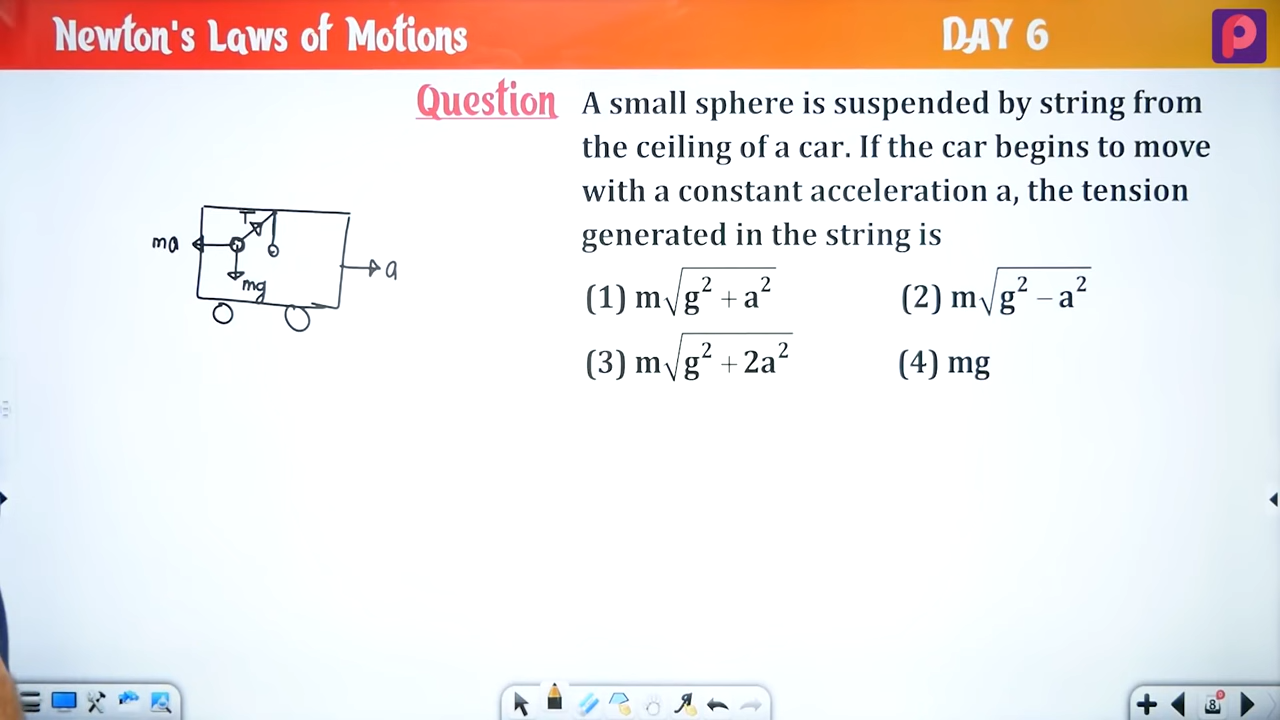 Newton's Laws of Motions
DAY 6
Question
A small sphere is suspended by string from
the ceiling of a car. If the car begins to move
with a constant acceleration a, the tension
generated in the string is
(1) m√(g² + a²)
(2) m√(g² − a²)
(3) m√(g² + 2a²)
(4) mg
T
ma
mg
a
8